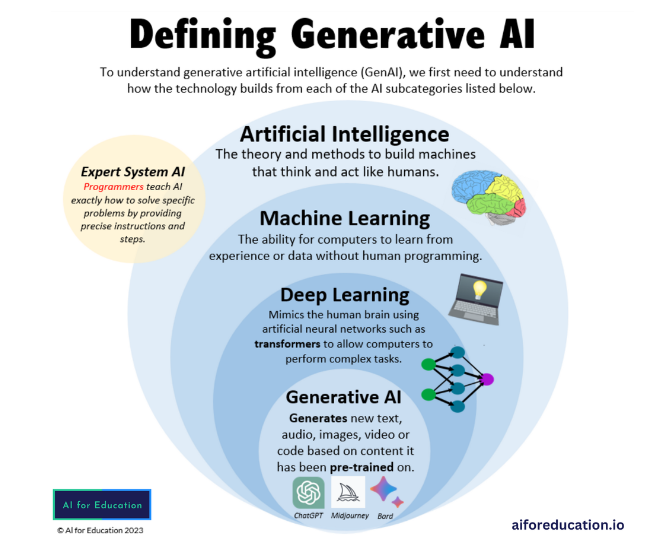 Defining Generative AI
To understand generative artificial intelligence (GenAI), we first need to understand
how the technology builds from each of the AI subcategories listed below.
Artificial Intelligence
The theory and methods to build machines
that think and act like humans.
Expert System AI
Programmers teach AI
exactly how to solve specific
problems by providing
precise instructions and
steps.
Machine Learning
The ability for computers to learn from
experience or data without human programming.
Deep Learning
Mimics the human brain using
artificial neural networks such as
transformers to allow computers to
perform complex tasks.
Generative AI
Generates new text,
audio, images, video or
code based on content it
has been pre-trained on.
ChatGPT
Midjourney
Bard
AI for Education
© AI for Education 2023
aiforeducation.io